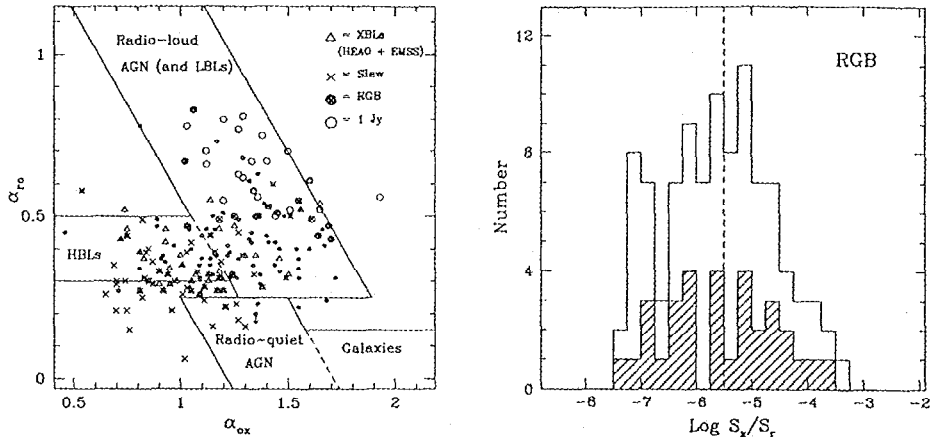 1
0.5
0
α_ro
Radio-loud
AGN (and LBLs)
△ = XBLs
(HEAO + EMSS)
× = Slew
⊗ = RGB
○ = 1 Jy
HBLs
Radio-quiet
AGN
Galaxies
0.5 1 1.5 2
α_ox
12
8
4
0
Number
RGB
-8 -7 -6 -5 -4 -3 -2
Log S_x/S_r